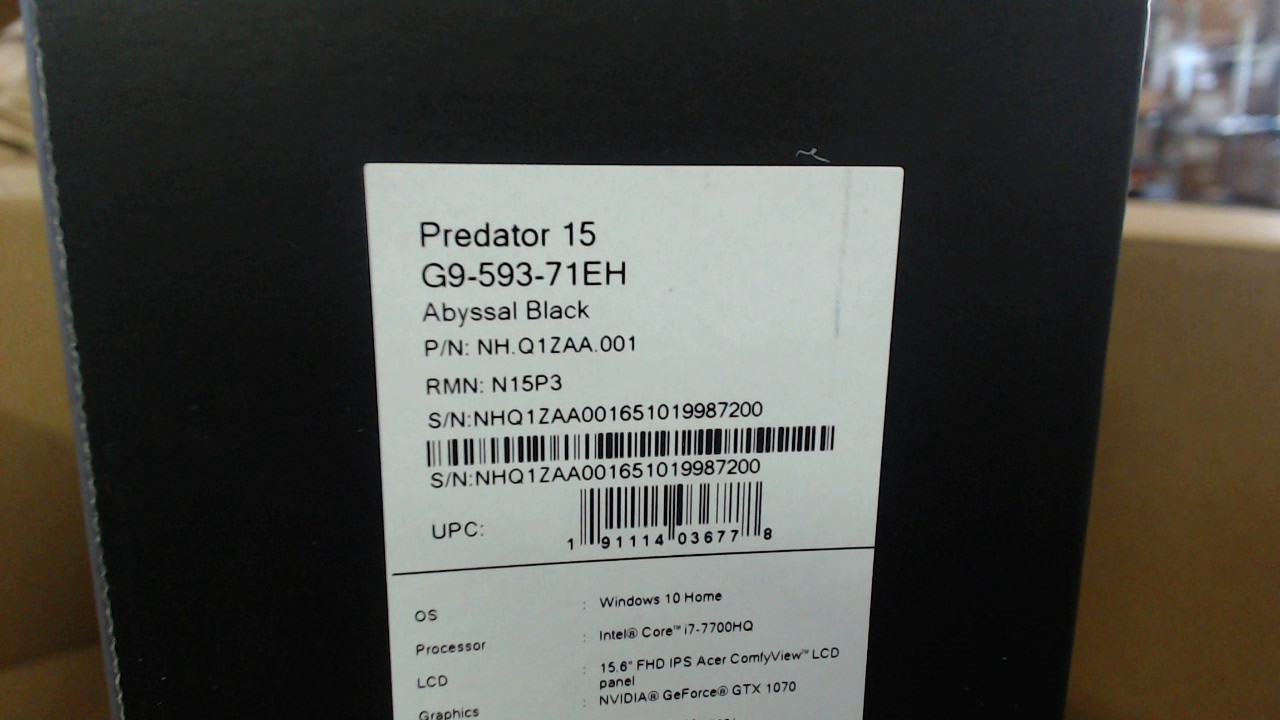 Predator 15
G9-593-71EH
Abyssal Black
P/N: NH.Q1ZAA.001
RMN: N15P3
S/N:NHQ1ZAA001651019987200
S/N:NHQ1ZAA001651019987200
UPC: 1 91114 03677 8
OS : Windows 10 Home
Processor : Intel® Core™ i7-7700HQ
LCD : 15.6" FHD IPS Acer ComfyView™ LCD
panel
Graphics : NVIDIA® GeForce® GTX 1070